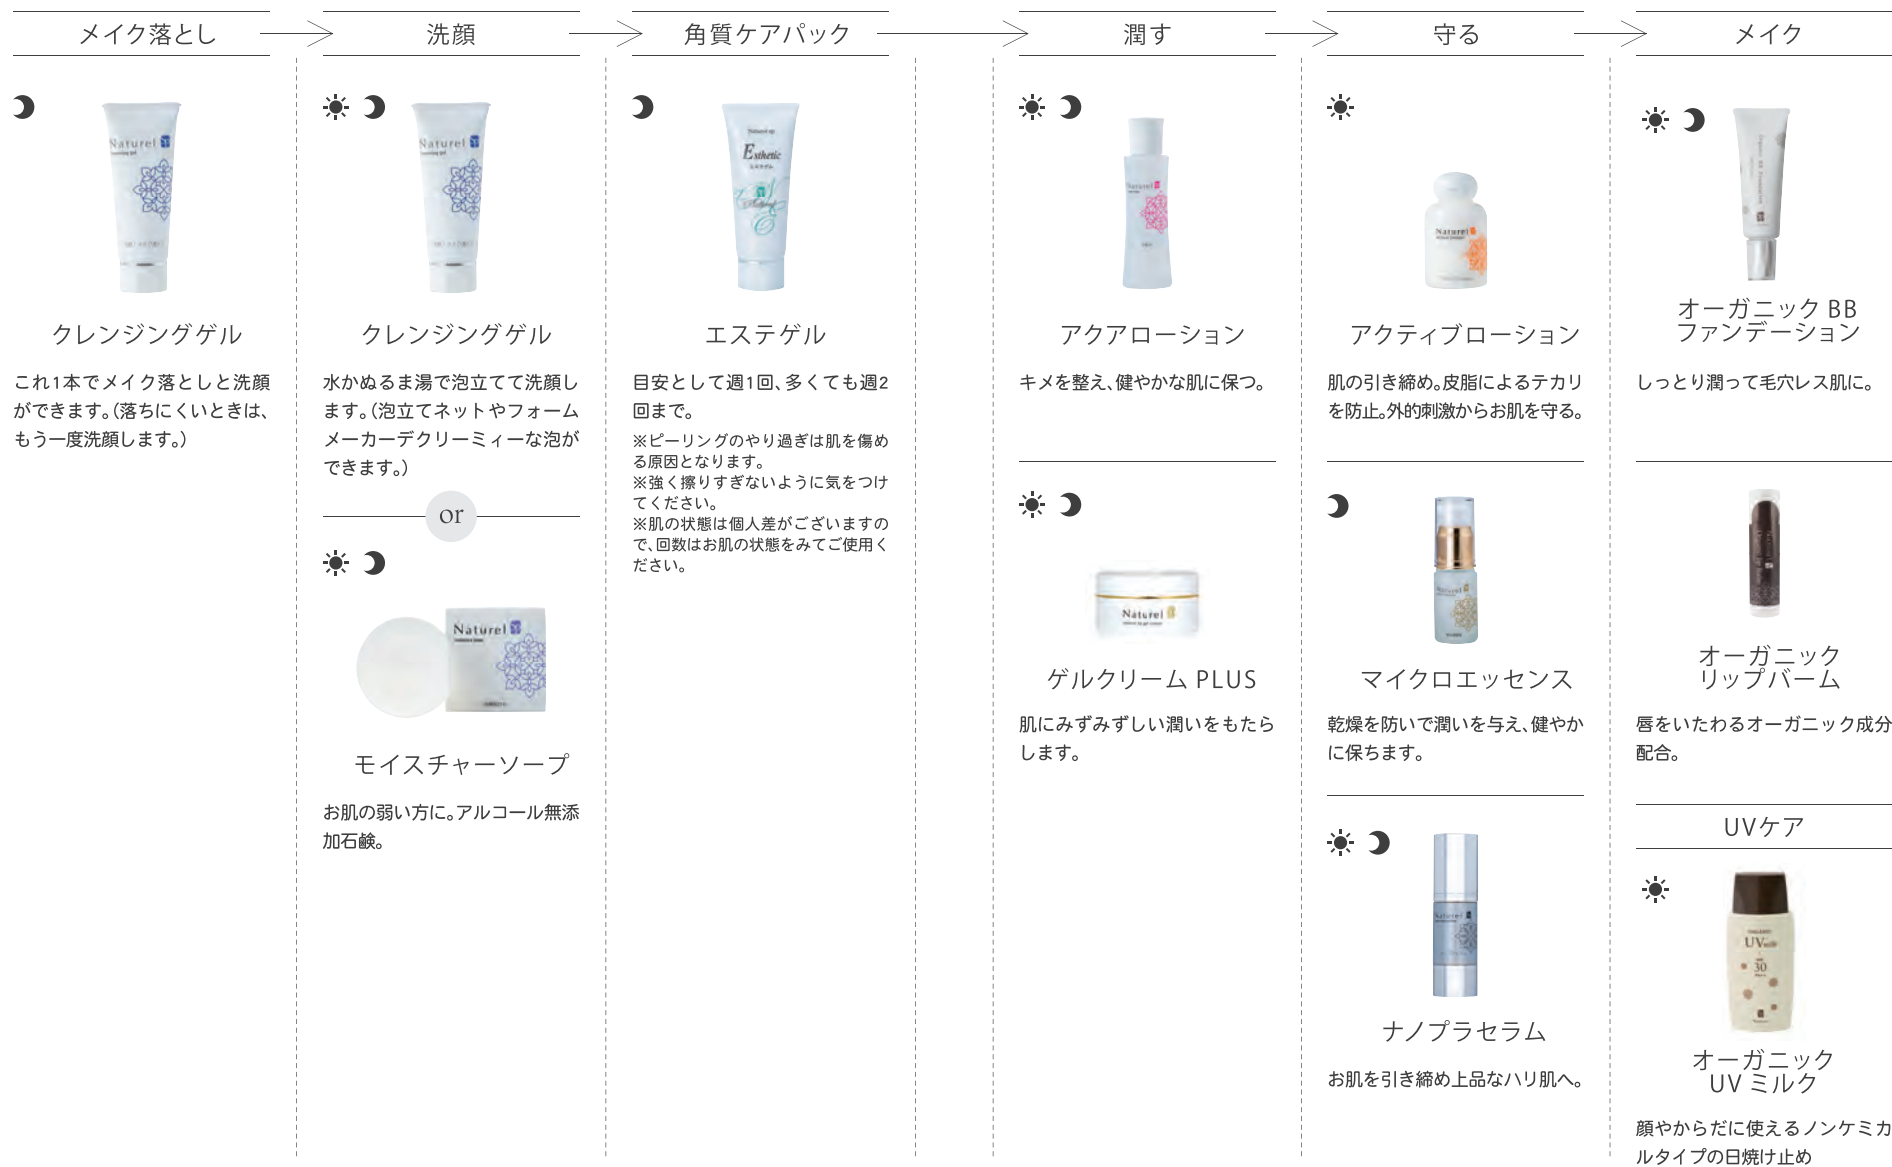 メイク落とし
洗顔
角質ケアパック
潤す
守る
メイク
Naturel
クレンジングゲル
これ1本でメイク落としと洗顔
ができます。(落ちにくいときは、
もう一度洗顔します。)
Naturel
クレンジングゲル
水かぬるま湯で泡立てて洗顔し
ます。(泡立てネットやフォーム
メーカーデクリーミィーな泡が
できます。)
or
Naturel
モイスチャーソープ
お肌の弱い方に。アルコール無添
加石鹸。
Esthetic
エステゲル
エステゲル
目安として週1回、多くても週2
回まで。
※ピーリングのやり過ぎは肌を傷め
る原因となります。
※強く擦りすぎないように気をつけ
てください。
※肌の状態は個人差がございますの
で、回数はお肌の状態をみてご使用く
ださい。
Naturel
アクアローション
キメを整え、健やかな肌に保つ。
Naturel
ゲルクリーム PLUS
肌にみずみずしい潤いをもたら
します。
Naturel
アクティブローション
肌の引き締め。皮脂によるテカリ
を防止。外的刺激からお肌を守る。
Naturel
マイクロエッセンス
乾燥を防いで潤いを与え、健やか
に保ちます。
Naturel
ナノプラセラム
お肌を引き締め上品なハリ肌へ。
オーガニック BB
ファンデーション
しっとり潤って毛穴レス肌に。
オーガニック
リップバーム
唇をいたわるオーガニック成分
配合。
UVケア
UV milk
30
オーガニック
UV ミルク
顔やからだに使えるノンケミカ
ルタイプの日焼け止め